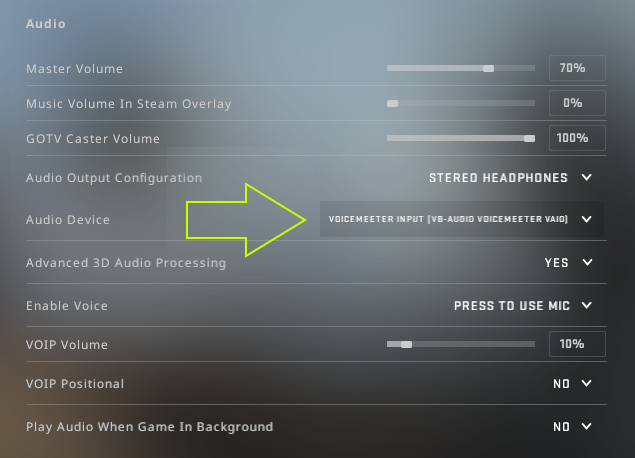 Audio
Master Volume 70%
Music Volume In Steam Overlay 0%
GOTV Caster Volume 100%
Audio Output Configuration STEREO HEADPHONES
Audio Device VOICEMEETER INPUT (VB-AUDIO VOICEMEETER VAIO)
Advanced 3D Audio Processing YES
Enable Voice PRESS TO USE MIC
VOIP Volume 10%
VOIP Positional NO
Play Audio When Game In Background NO